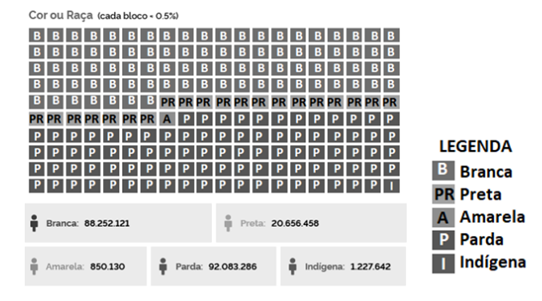 Cor ou Raça (cada bloco = 0.5%)
B B B B B B B B B B B B B B B B B B B B
B B B B B B B B B B B B B B B B B B B B
B B B B B B B B B B B B B B B B B B B B
B B B B B B B B B B B B B B B B B B B B
B B B B B B B PR PR PR PR PR PR PR PR PR PR PR PR PR
PR PR PR PR PR PR PR A P P P P P P P P P P P P
P P P P P P P P P P P P P P P P P P P P
P P P P P P P P P P P P P P P P P P P P
P P P P P P P P P P P P P P P P P P P P
P P P P P P P P P P P P P P P P P P P I
Branca: 88.252.121
Preta: 20.656.458
Amarela: 850.130
Parda: 92.083.286
Indígena: 1.227.642
LEGENDA
B Branca
PR Preta
A Amarela
P Parda
I Indígena